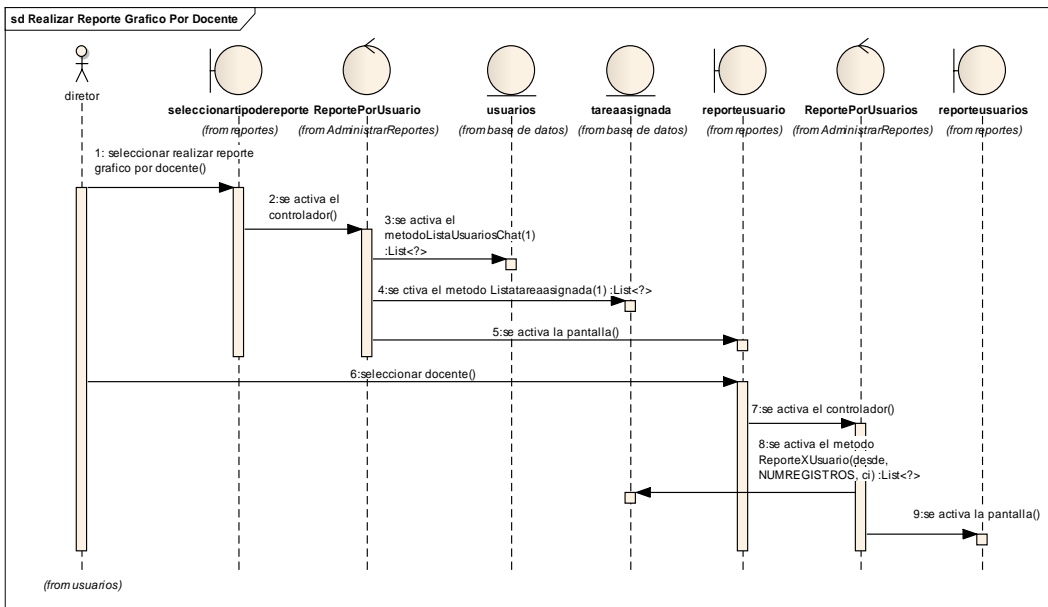 sd Realizar Reporte Grafico Por Docente
diretor
seleccionartipodereporte
(from reportes)
ReportePorUsuario
(from AdministrarReportes)
usuarios
(from base de datos)
tareaasignada
(from base de datos)
reporteusuario
(from reportes)
ReportePorUsuarios
(from AdministrarReportes)
reporteusuarios
(from reportes)
1: seleccionar realizar reporte
grafico por docente()
2:se activa el
controlador()
3:se activa el
metodoListaUsuariosChat(1)
:List<?>
4:se ctiva el metodo Listatareaasignada(1) :List<?>
5:se activa la pantalla()
6:seleccionar docente()
7:se activa el controlador()
8:se activa el metodo
ReporteXUsuario(desde,
NUMREGISTROS, ci) :List<?>
9:se activa la pantalla()
(from usuarios)